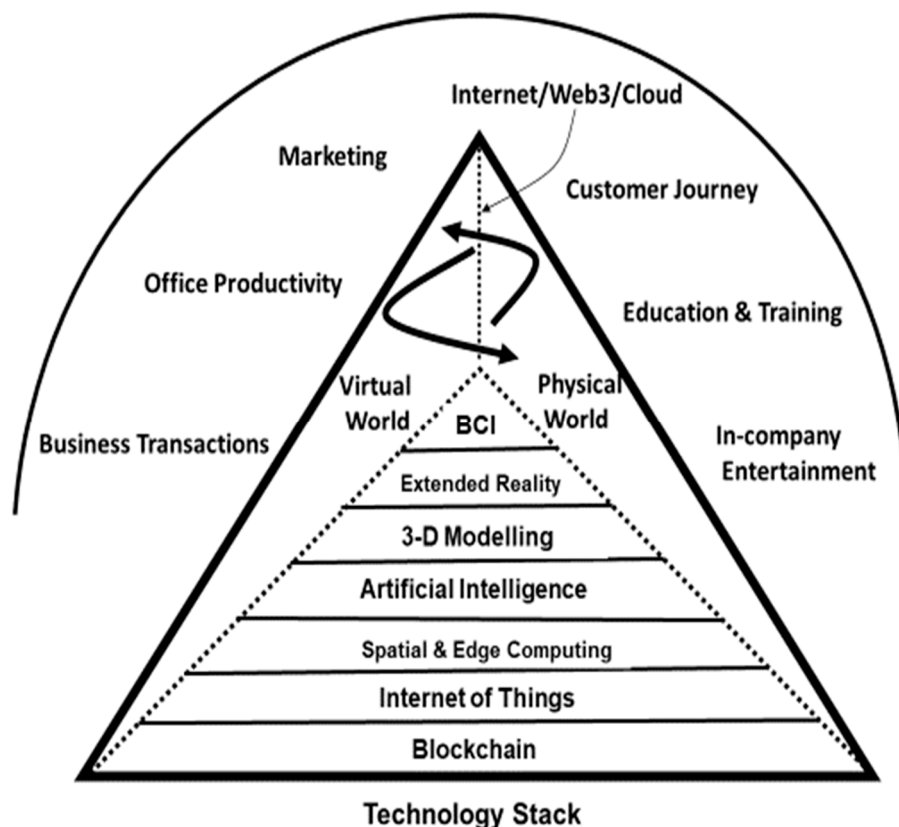 Internet/Web3/Cloud
Marketing
Customer Journey
Office Productivity
Education & Training
Virtual
World
Physical
World
BCI
Business Transactions
In-company
Entertainment
Extended Reality
3-D Modelling
Artificial Intelligence
Spatial & Edge Computing
Internet of Things
Blockchain
Technology Stack